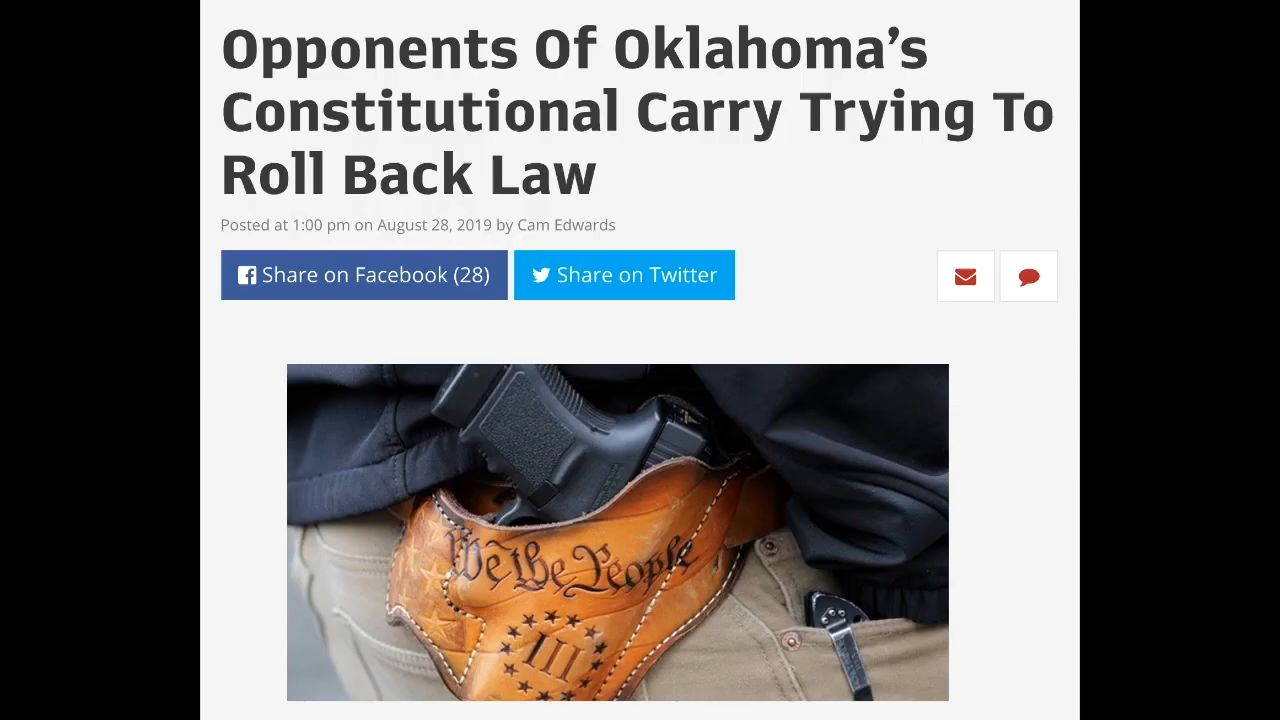 Opponents Of Oklahoma’s
Constitutional Carry Trying To
Roll Back Law
Posted at 1:00 pm on August 28, 2019 by Cam Edwards
Share on Facebook (28) Share on Twitter
We the People
III